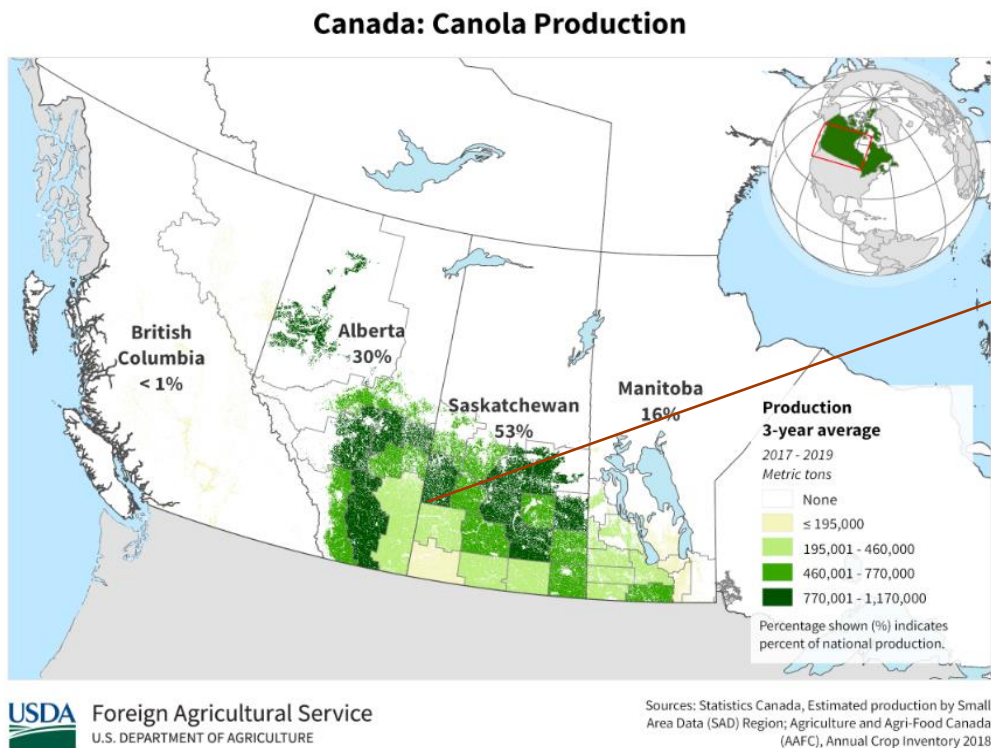 Canada: Canola Production
British
Columbia
< 1%
Alberta
30%
Saskatchewan
53%
Manitoba
16%
Production
3-year average
2017 - 2019
Metric tons
None
≤ 195,000
195,001 - 460,000
460,001 - 770,000
770,001 - 1,170,000
Percentage shown (%) indicates
percent of national production.
USDA
Foreign Agricultural Service
U.S. DEPARTMENT OF AGRICULTURE
Sources: Statistics Canada, Estimated production by Small
Area Data (SAD) Region; Agriculture and Agri-Food Canada
(AAFC), Annual Crop Inventory 2018